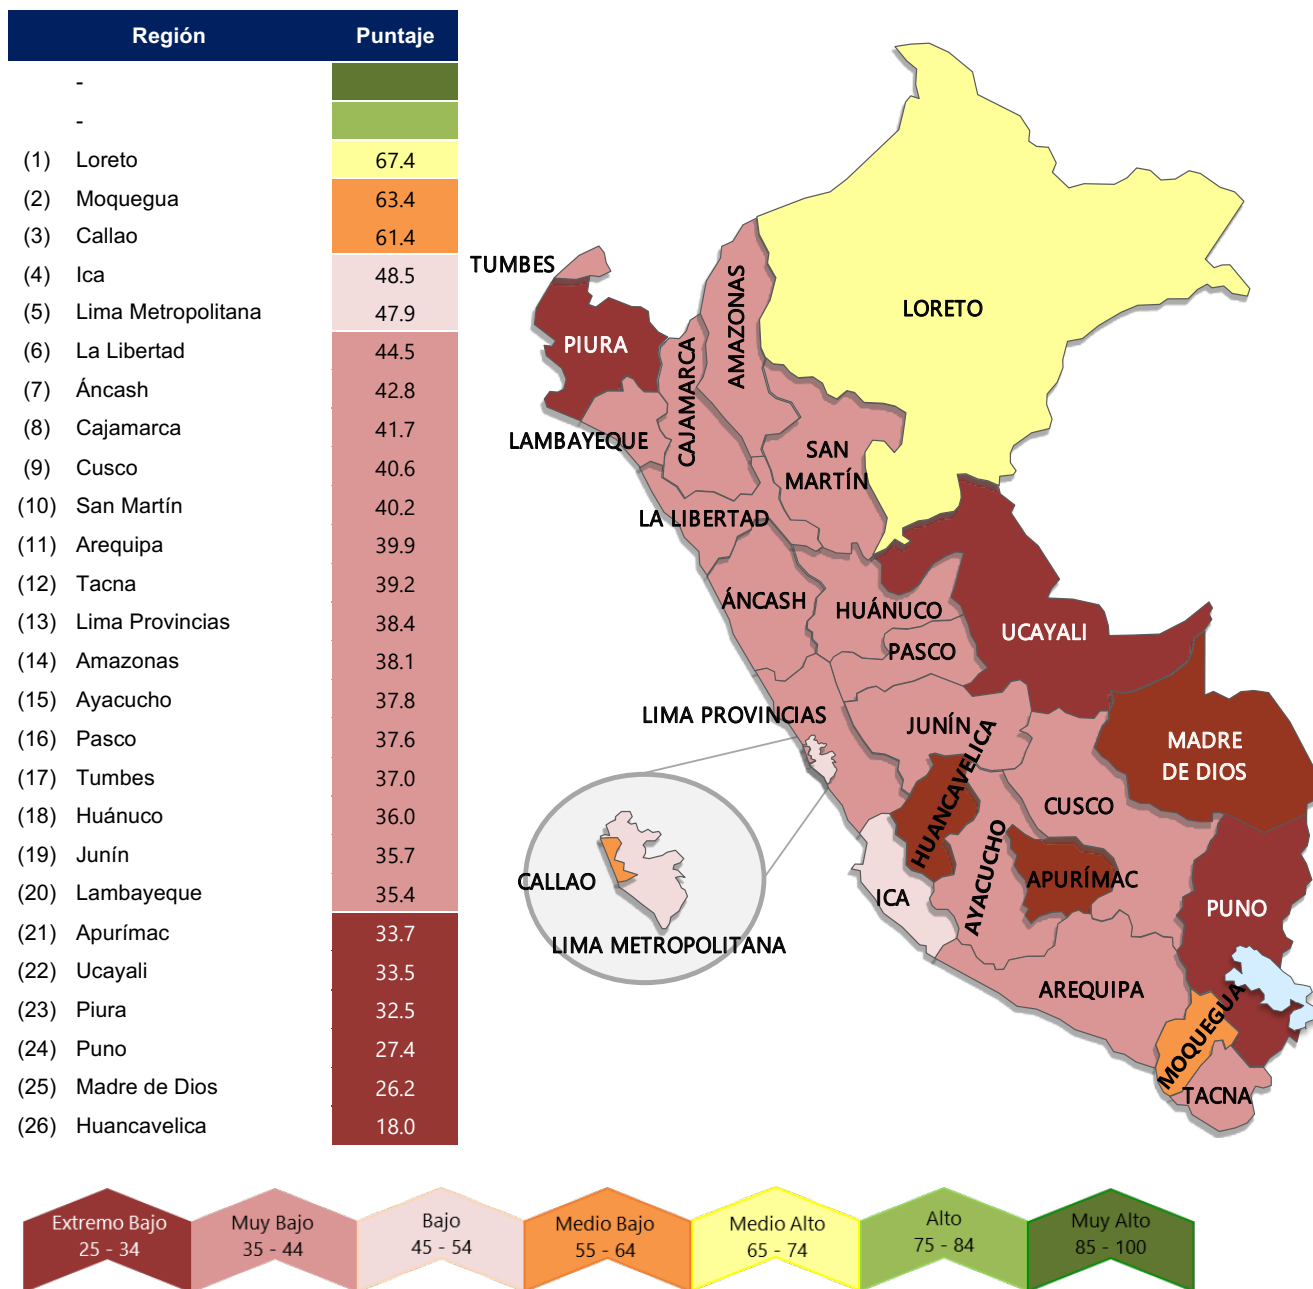 Región Puntaje
-
-
(1) Loreto 67.4
(2) Moquegua 63.4
(3) Callao 61.4
(4) Ica 48.5
(5) Lima Metropolitana 47.9
(6) La Libertad 44.5
(7) Áncash 42.8
(8) Cajamarca 41.7
(9) Cusco 40.6
(10) San Martín 40.2
(11) Arequipa 39.9
(12) Tacna 39.2
(13) Lima Provincias 38.4
(14) Amazonas 38.1
(15) Ayacucho 37.8
(16) Pasco 37.6
(17) Tumbes 37.0
(18) Huánuco 36.0
(19) Junín 35.7
(20) Lambayeque 35.4
(21) Apurímac 33.7
(22) Ucayali 33.5
(23) Piura 32.5
(24) Puno 27.4
(25) Madre de Dios 26.2
(26) Huancavelica 18.0
TUMBES
PIURA
AMAZONAS
LORETO
CAJAMARCA
LAMBAYEQUE
SAN
MARTÍN
LA LIBERTAD
ÁNCASH
HUÁNUCO
UCAYALI
PASCO
LIMA PROVINCIAS
JUNÍN
MADRE
DE DIOS
HUANCAVELICA
CUSCO
CALLAO
ICA
AYACUCHO
APURÍMAC
PUNO
LIMA METROPOLITANA
AREQUIPA
MOQUEGUA
TACNA
Extremo Bajo
25 - 34
Muy Bajo
35 - 44
Bajo
45 - 54
Medio Bajo
55 - 64
Medio Alto
65 - 74
Alto
75 - 84
Muy Alto
85 - 100